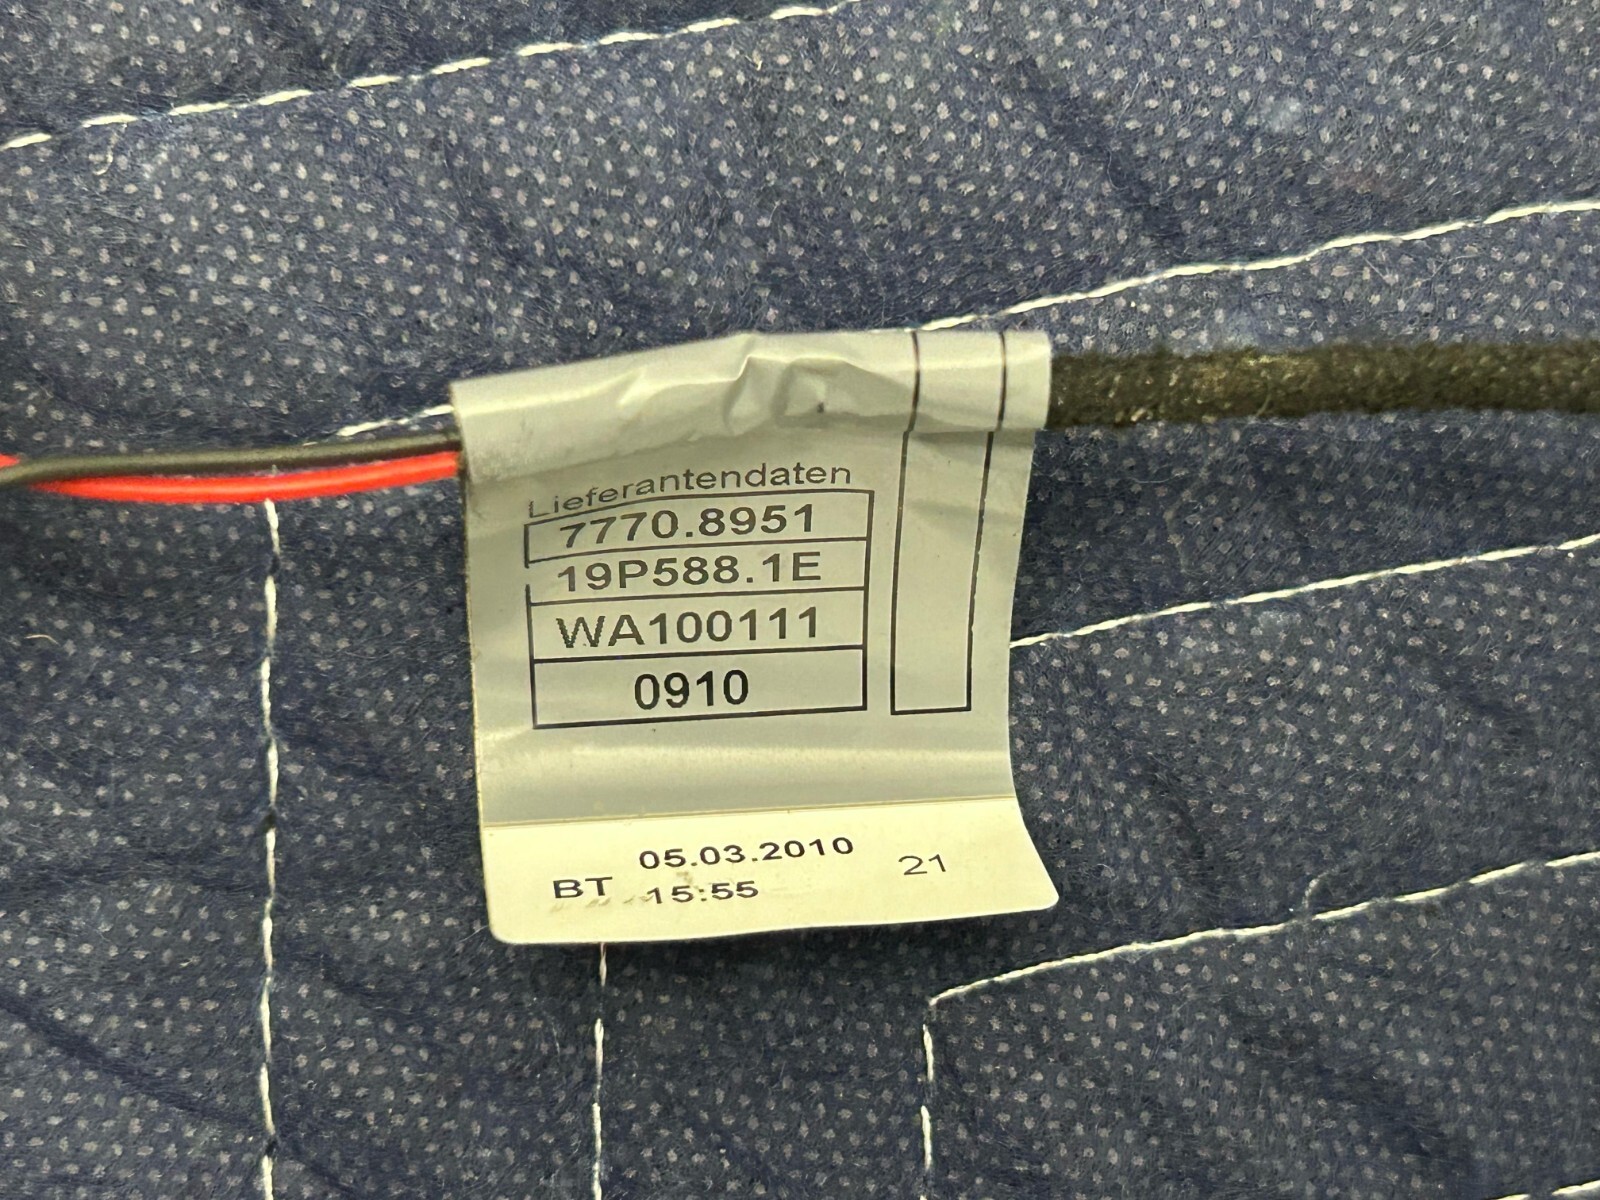 Lieferantendaten
7770.8951
19P588.1E
WA100111
0910
05.03.2010
BT 15:55 21